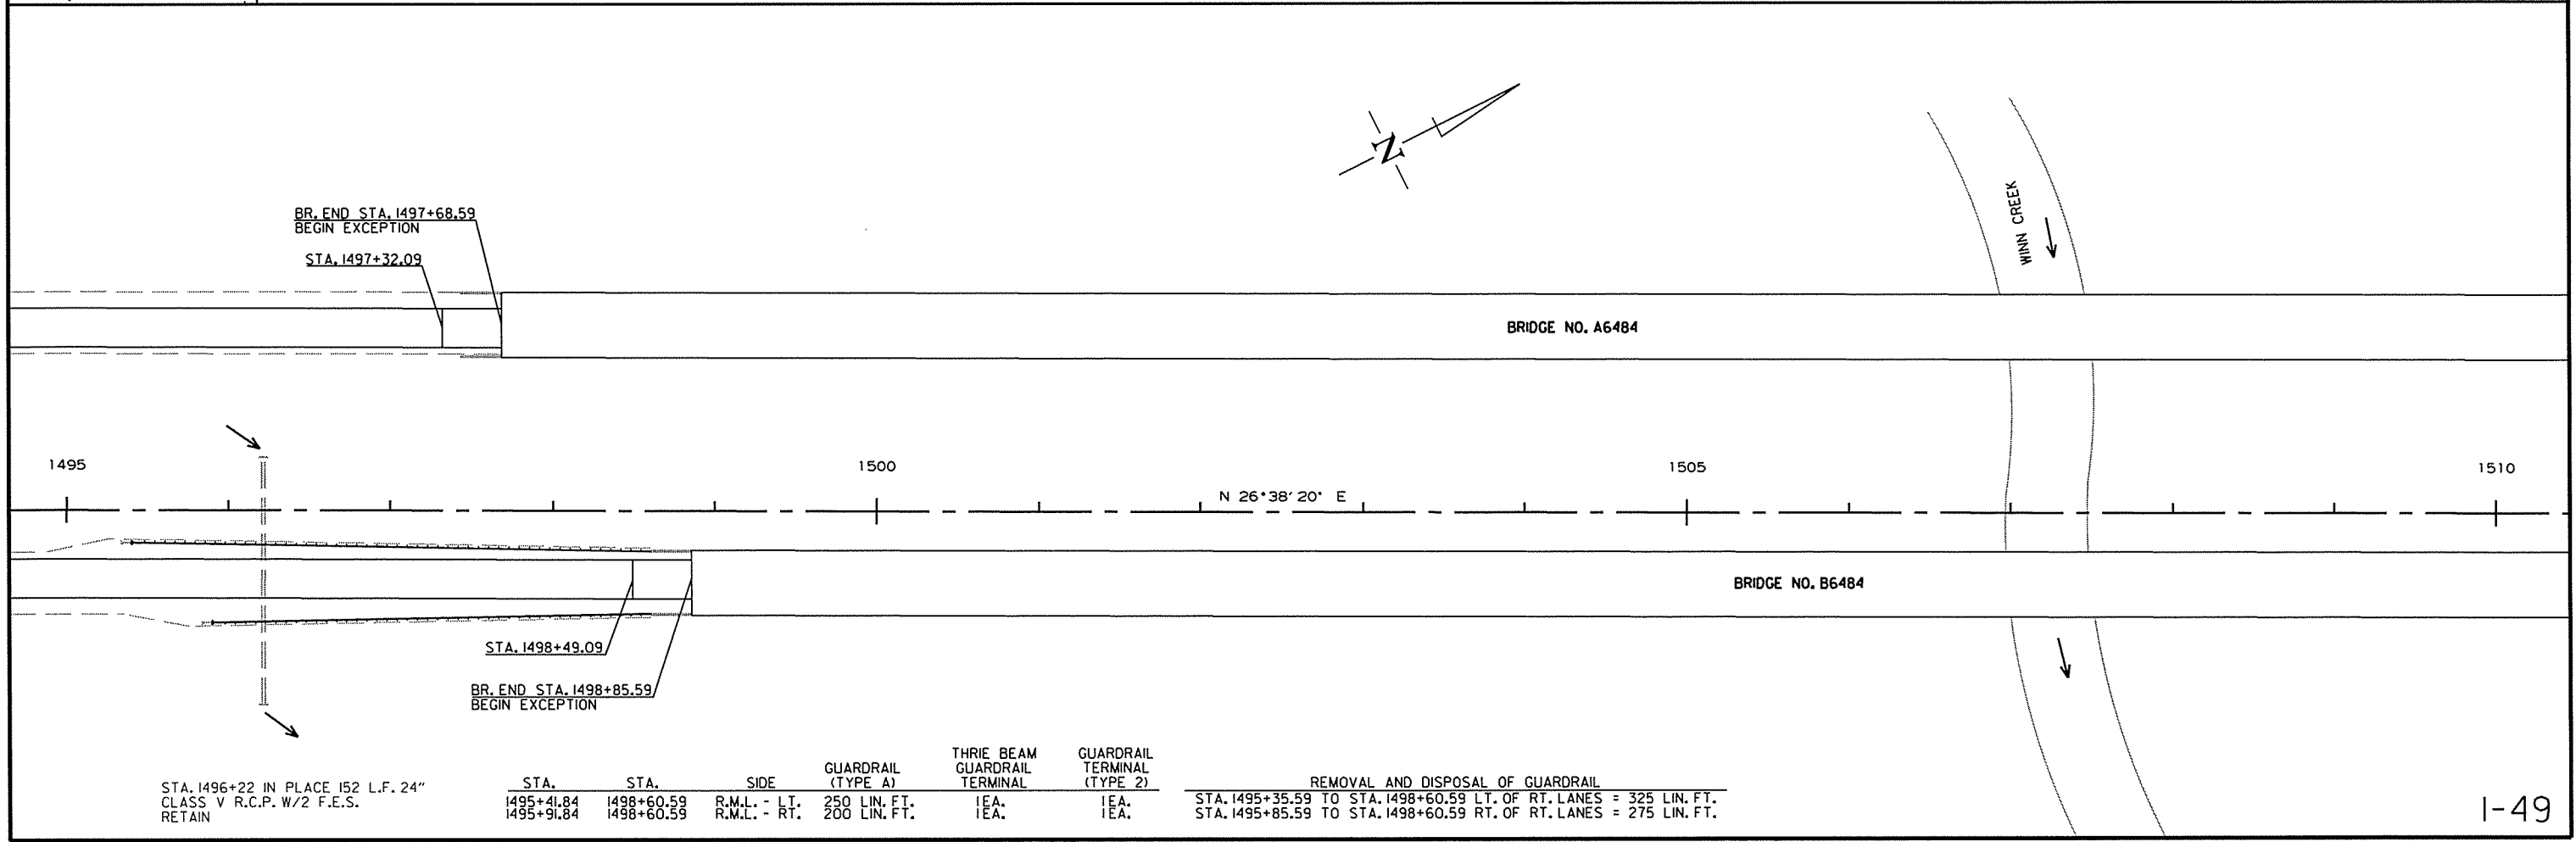 BR. END STA. 1497+68.59
BEGIN EXCEPTION
STA. 1497+32.09
N
WINN CREEK
BRIDGE NO. A6484
1495
1500
1505
1510
N 26°38'20" E
BRIDGE NO. B6484
STA. 1498+49.09
BR. END STA. 1498+85.59
BEGIN EXCEPTION
STA. 1496+22 IN PLACE 152 L.F. 24"
CLASS V R.C.P. W/2 F.E.S.
RETAIN
STA. STA. SIDE GUARDRAIL (TYPE A) THRIE BEAM GUARDRAIL TERMINAL GUARDRAIL TERMINAL (TYPE 2)
1495+41.84 1498+60.59 R.M.L. - LT. 250 LIN. FT. 1 EA. 1 EA.
1495+91.84 1498+60.59 R.M.L. - RT. 200 LIN. FT. 1 EA. 1 EA.
REMOVAL AND DISPOSAL OF GUARDRAIL
STA. 1495+35.59 TO STA. 1498+60.59 LT. OF RT. LANES = 325 LIN. FT.
STA. 1495+85.59 TO STA. 1498+60.59 RT. OF RT. LANES = 275 LIN. FT.
I-49